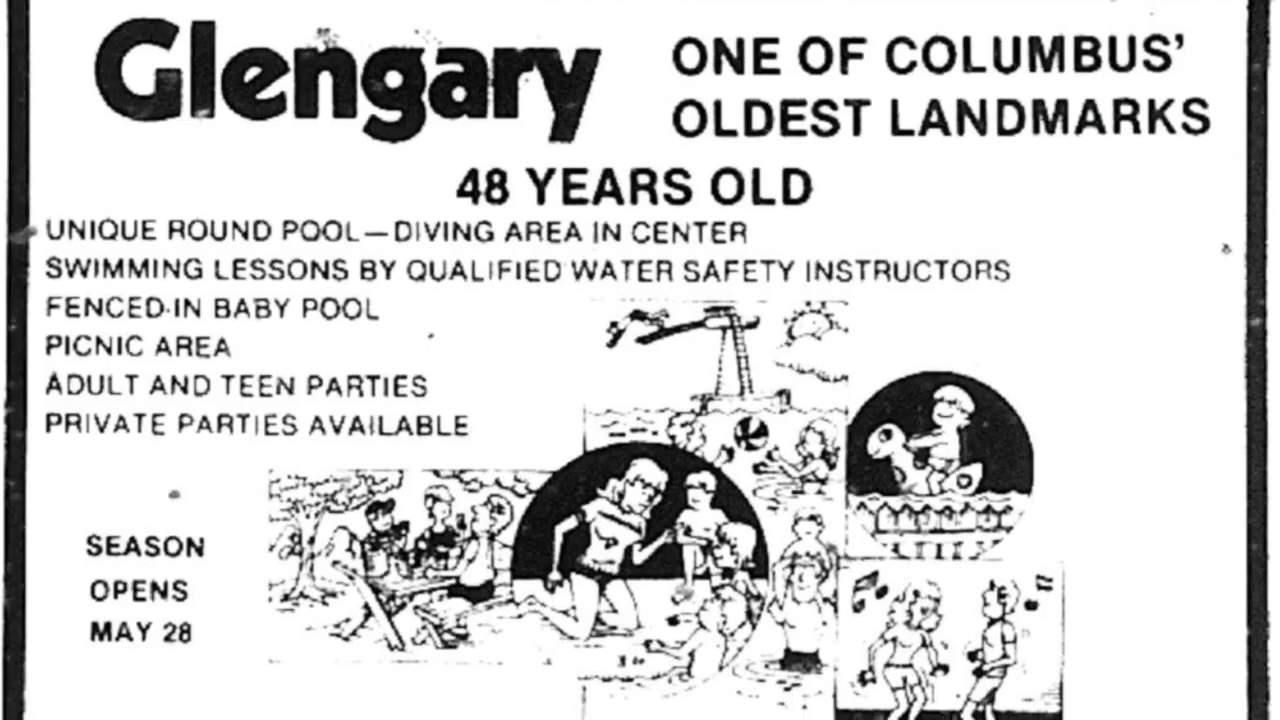 Glengary
ONE OF COLUMBUS'
OLDEST LANDMARKS
48 YEARS OLD
UNIQUE ROUND POOL—DIVING AREA IN CENTER
SWIMMING LESSONS BY QUALIFIED WATER SAFETY INSTRUCTORS
FENCED-IN BABY POOL
PICNIC AREA
ADULT AND TEEN PARTIES
PRIVATE PARTIES AVAILABLE
SEASON
OPENS
MAY 28